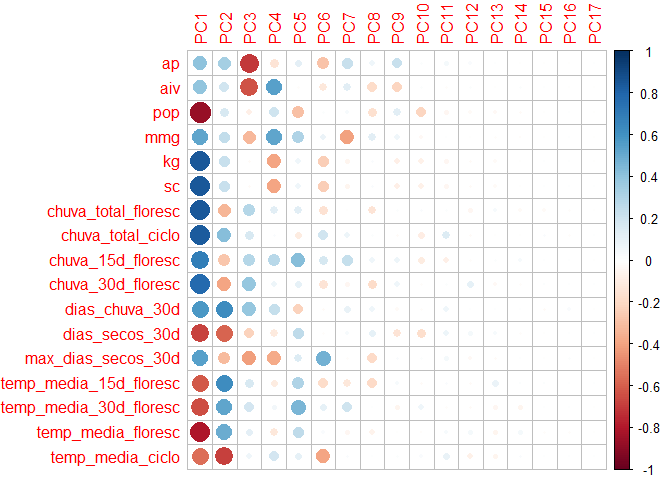 PC1 PC2 PC3 PC4 PC5 PC6 PC7 PC8 PC9 PC10 PC11 PC12 PC13 PC14 PC15 PC16 PC17
ap
aiv
pop
mmg
kg
sc
chuva_total_floresc
chuva_total_ciclo
chuva_15d_floresc
chuva_30d_floresc
dias_chuva_30d
dias_secos_30d
max_dias_secos_30d
temp_media_15d_floresc
temp_media_30d_floresc
temp_media_floresc
temp_media_ciclo
1
0.8
0.6
0.4
0.2
0
-0.2
-0.4
-0.6
-0.8
-1